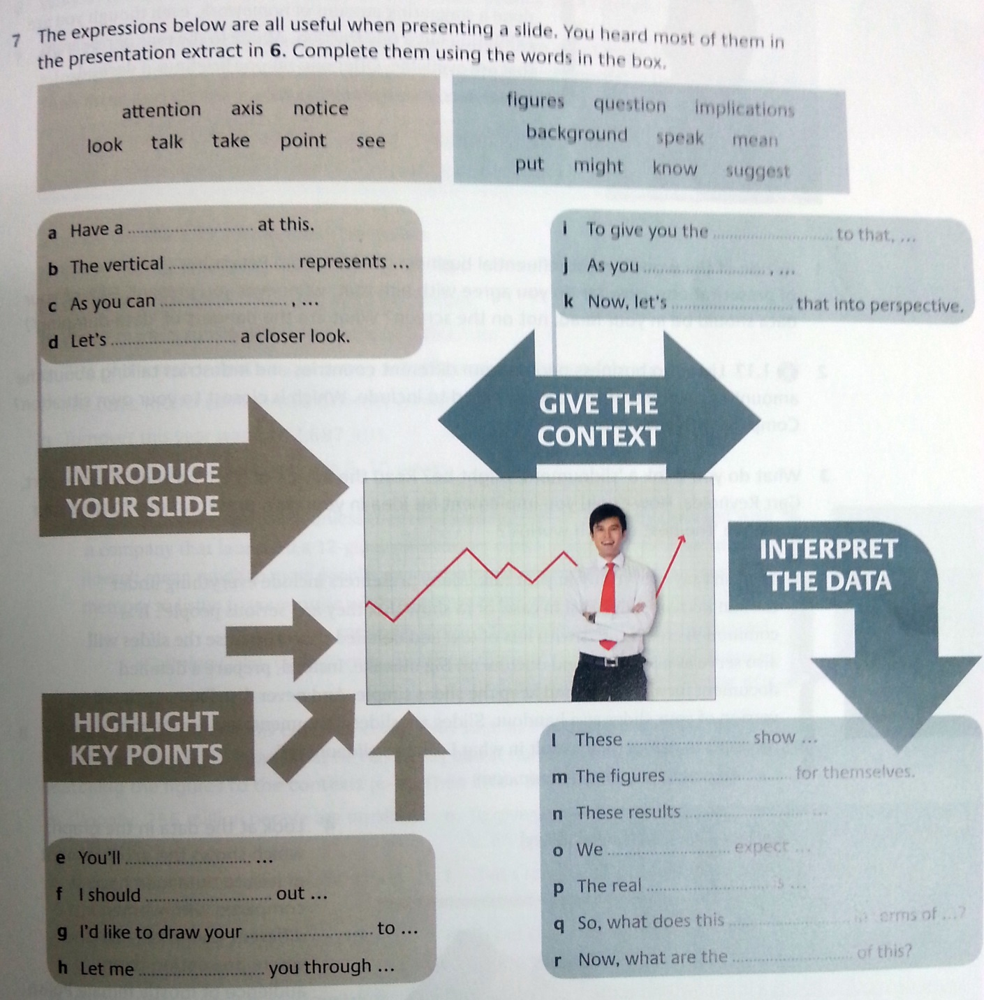 7 The expressions below are all useful when presenting a slide. You heard most of them in
the presentation extract in 6. Complete them using the words in the box.
attention axis notice
look talk take point see
figures question implications
background speak mean
put might know suggest
a Have a ........................... at this.
b The vertical ........................... represents ...
c As you can ........................... , ...
d Let's ........................... a closer look.
i To give you the ........................... to that, ...
j As you ........................... , ...
k Now, let's ........................... that into perspective.
GIVE THE
CONTEXT
INTRODUCE
YOUR SLIDE
INTERPRET
THE DATA
HIGHLIGHT
KEY POINTS
e You'll ........................... ...
f I should ........................... out ...
g I'd like to draw your ........................... to ...
h Let me ........................... you through ...
l These ........................... show ...
m The figures ........................... for themselves.
n These results ........................... ...
o We ........................... expect ...
p The real ........................... is ...
q So, what does this ........................... in terms of ...?
r Now, what are the ........................... of this?